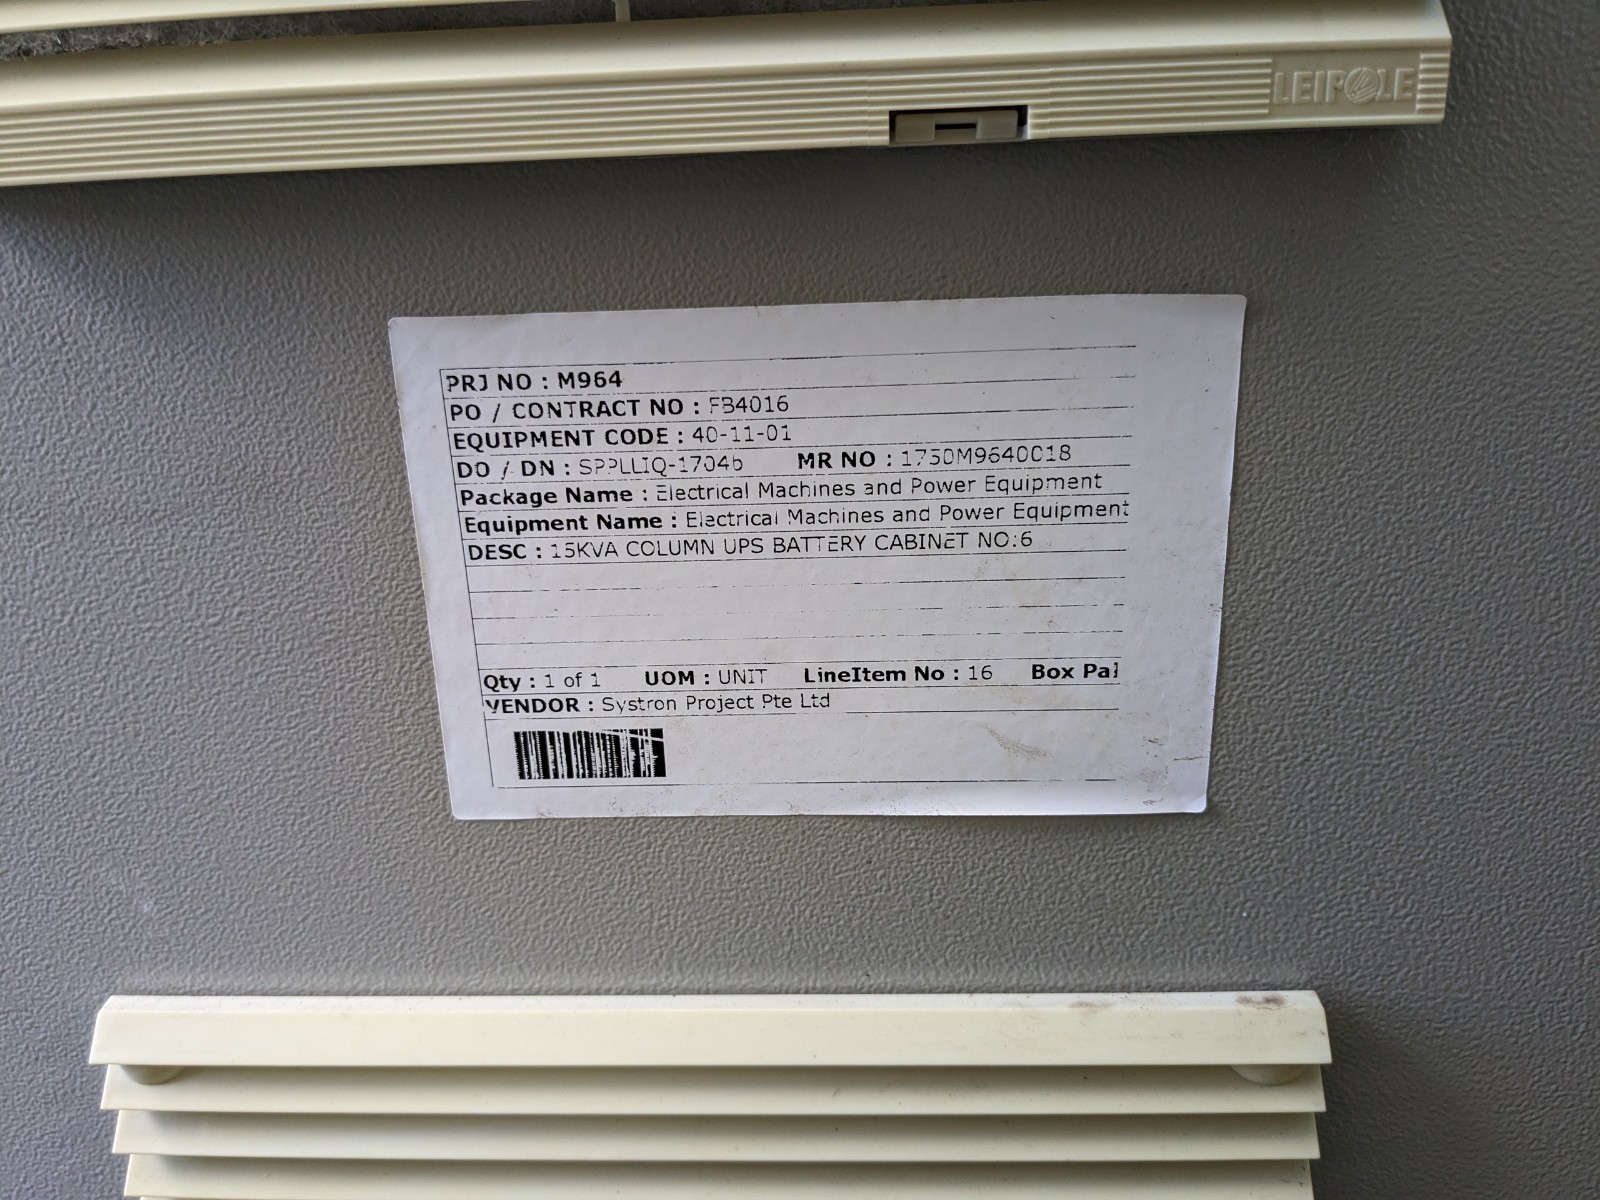 LEIPOLE
PRJ NO : M964
PO / CONTRACT NO : FB4016
EQUIPMENT CODE : 40-11-01
DO / DN : SPPLLIQ-1704b MR NO : 1750M9640018
Package Name : Electrical Machines and Power Equipment
Equipment Name : Electrical Machines and Power Equipment
DESC : 15KVA COLUMN UPS BATTERY CABINET NO:6
Qty : 1 of 1 UOM : UNIT LineItem No : 16 Box Pal
VENDOR : Systron Project Pte Ltd